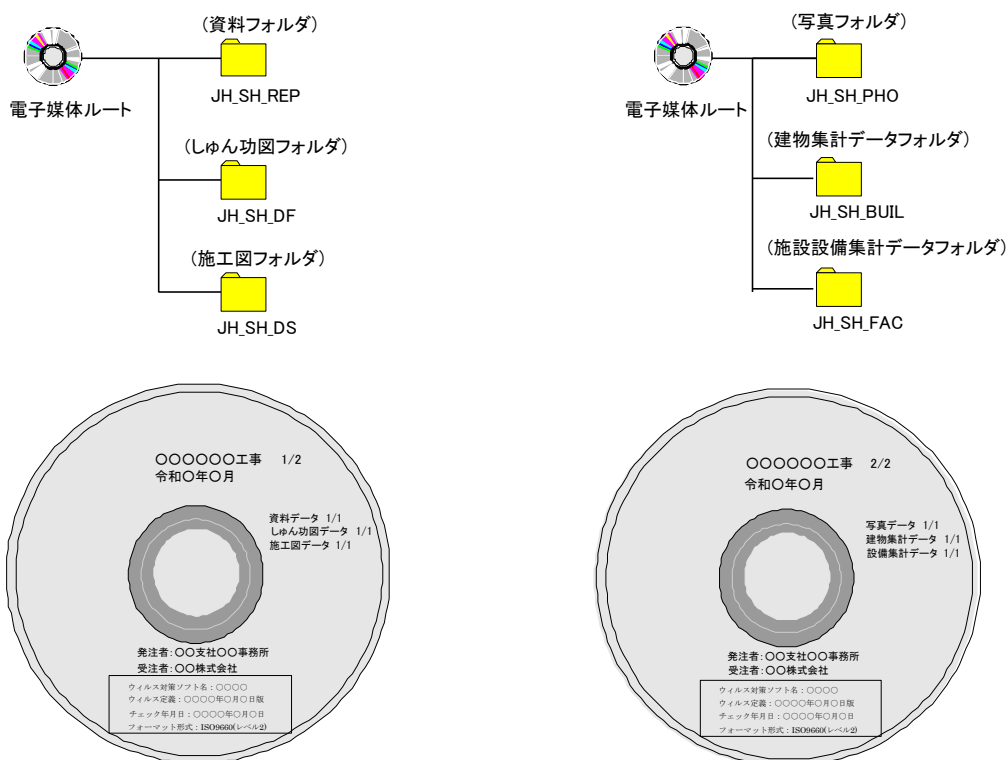 (資料フォルダ)
JH_SH_REP
電子媒体ルート
(しゅん功図フォルダ)
JH_SH_DF
(施工図フォルダ)
JH_SH_DS
(写真フォルダ)
JH_SH_PHO
電子媒体ルート
(建物集計データフォルダ)
JH_SH_BUIL
(施設設備集計データフォルダ)
JH_SH_FAC
〇〇〇〇〇〇工事 1/2
令和〇年〇月
資料データ 1/1
しゅん功図データ 1/1
施工図データ 1/1
発注者:〇〇支社〇〇事務所
受注者:〇〇株式会社
ウィルス対策ソフト名:〇〇〇〇
ウィルス定義:〇〇〇〇年〇月〇日版
チェック年月日:〇〇〇〇年〇月〇日
フォーマット形式:ISO9660(レベル2)
〇〇〇〇〇〇工事 2/2
令和〇年〇月
写真データ 1/1
建物集計データ 1/1
設備集計データ 1/1
発注者:〇〇支社〇〇事務所
受注者:〇〇株式会社
ウィルス対策ソフト名:〇〇〇〇
ウィルス定義:〇〇〇〇年〇月〇日版
チェック年月日:〇〇〇〇年〇月〇日
フォーマット形式:ISO9660(レベル2)